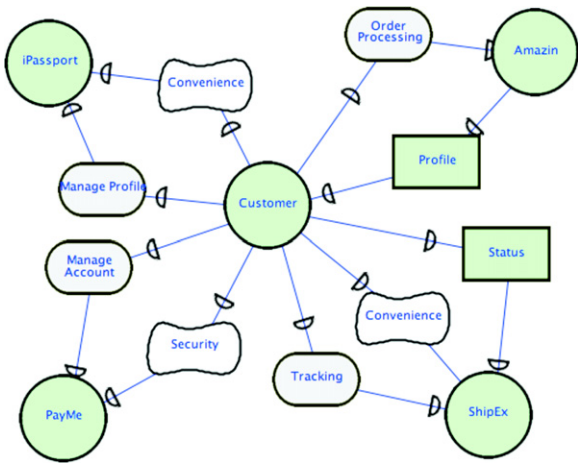 Order
Processing
Amazin
iPassport
Convenience
Profile
Manage Profile
Customer
Manage
Account
Status
Convenience
Security
Tracking
PayMe
ShipEx